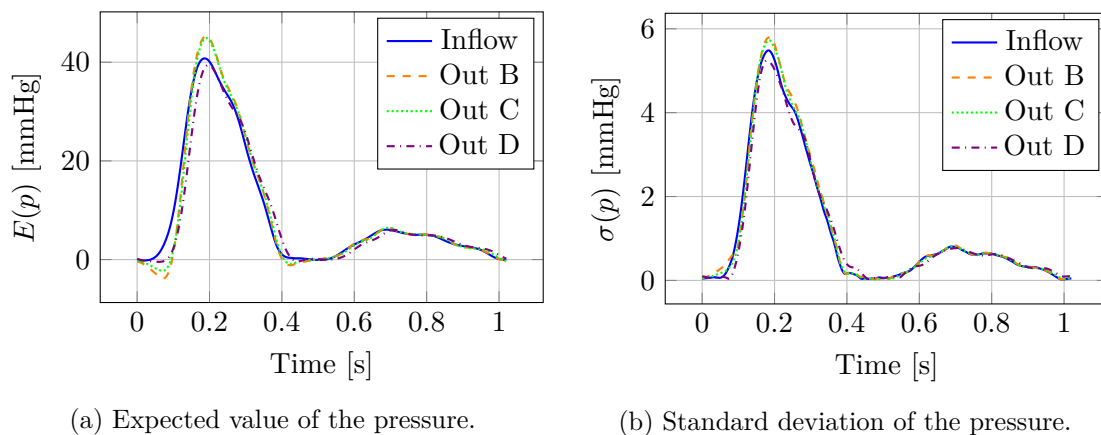 E(p) [mmHg]
40
20
0
0
0.2
0.4
0.6
0.8
1
Time [s]
Inflow
Out B
Out C
Out D
(a) Expected value of the pressure.
σ(p) [mmHg]
6
4
2
0
0
0.2
0.4
0.6
0.8
1
Time [s]
Inflow
Out B
Out C
Out D
(b) Standard deviation of the pressure.